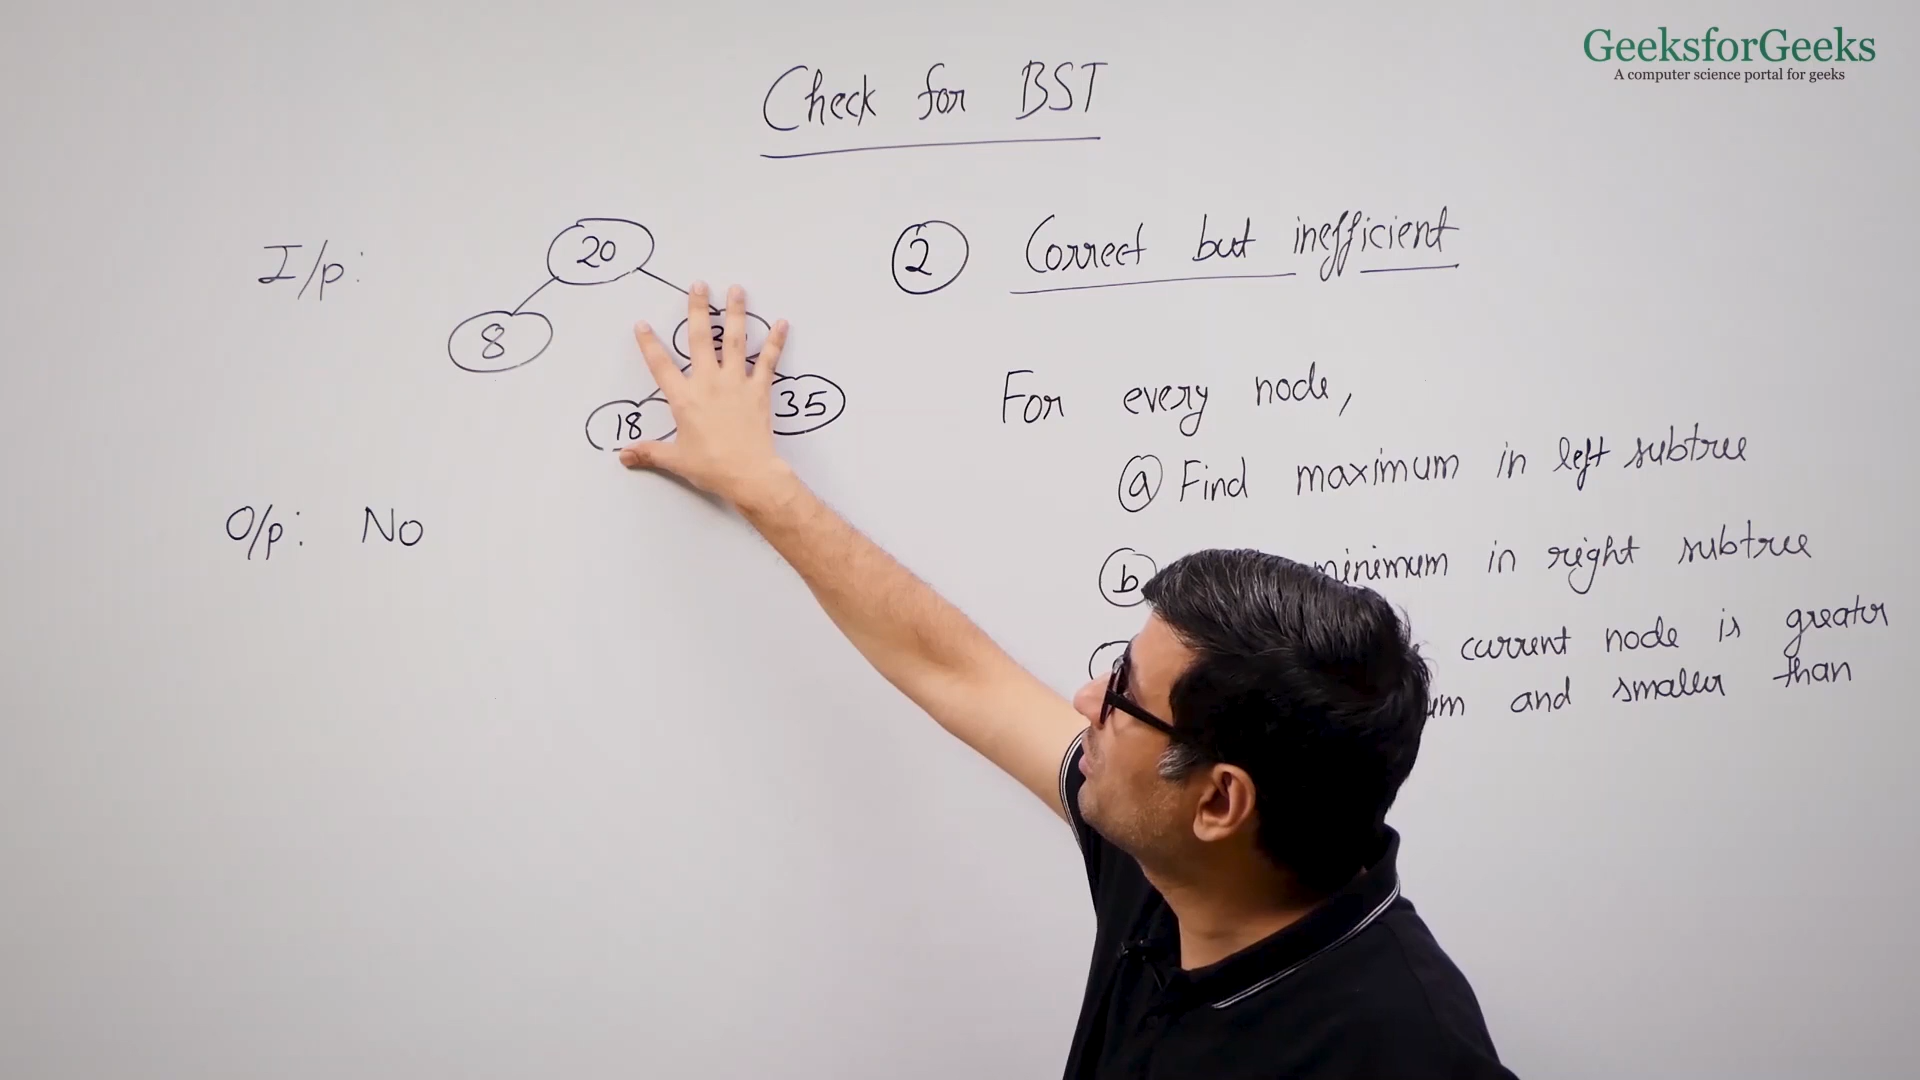 GeeksforGeeks
A computer science portal for geeks
Check for BST
I/p:
20
8
18
35
O/p: No
② Correct but inefficient
For every node,
ⓐ Find maximum in left subtree
ⓑ minimum in right subtree
current node is greater
and smaller than